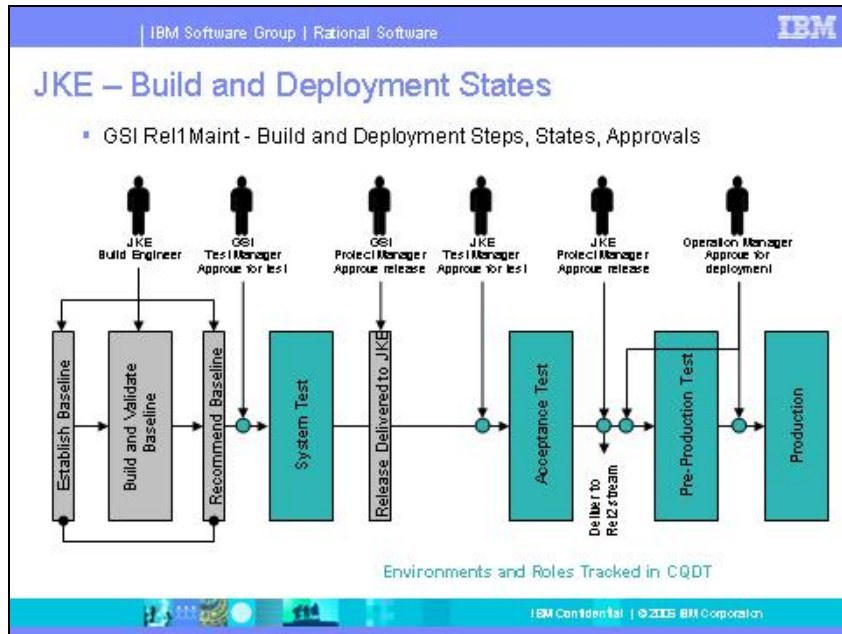 IBM Software Group | Rational Software
IBM
JKE – Build and Deployment States
GSI Rel1Maint - Build and Deployment Steps, States, Approvals
JKE
Build Engineer
GSI
Test Manager
Approve for test
GSI
Project Manager
Approve release
JKE
Test Manager
Approve for test
JKE
Project Manager
Approve release
Operation Manager
Approve for
deployment
Establish Baseline
Build and Validate
Baseline
Recommend Baseline
System Test
Release Delivered to JKE
Acceptance Test
Deliver to
Rel2 stream
Pre-Production Test
Production
Environments and Roles Tracked in CQDT
IBM Confidential | © 2006 IBM Corporation